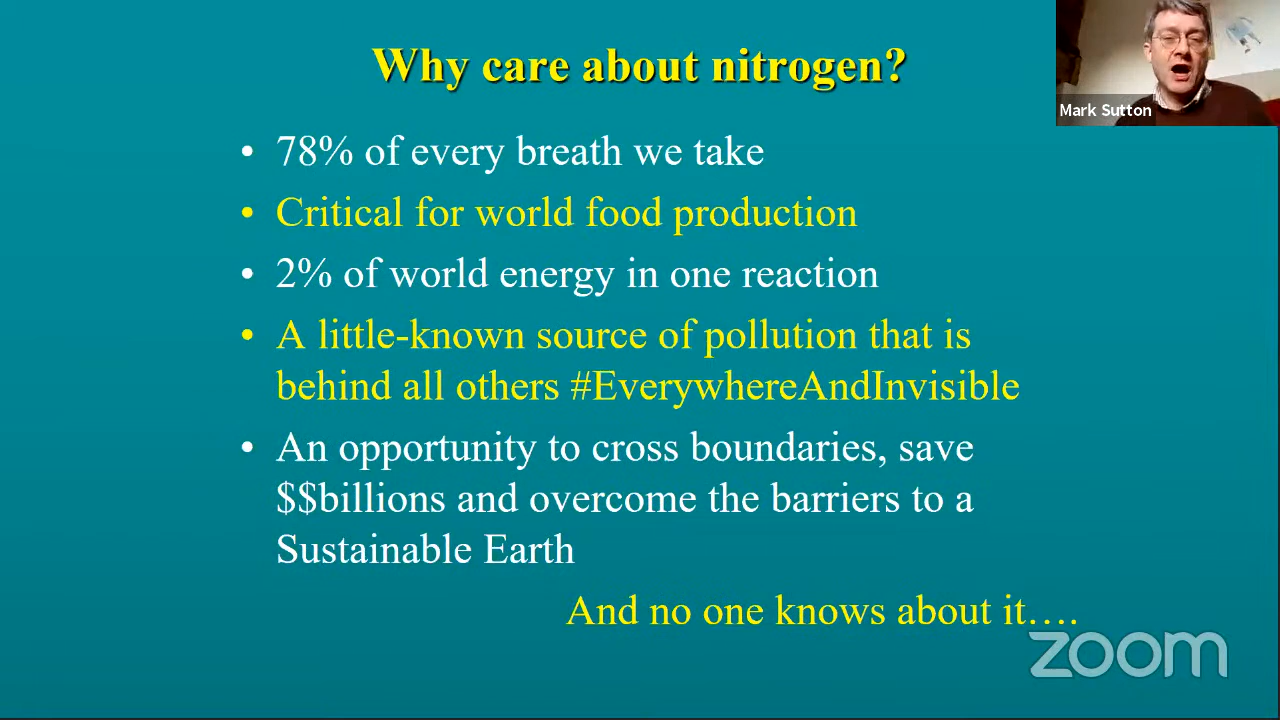 Why care about nitrogen?
Mark Sutton
• 78% of every breath we take
• Critical for world food production
• 2% of world energy in one reaction
• A little-known source of pollution that is
behind all others #EverywhereAndInvisible
• An opportunity to cross boundaries, save
$$billions and overcome the barriers to a
Sustainable Earth
And no one knows about it….
zoom